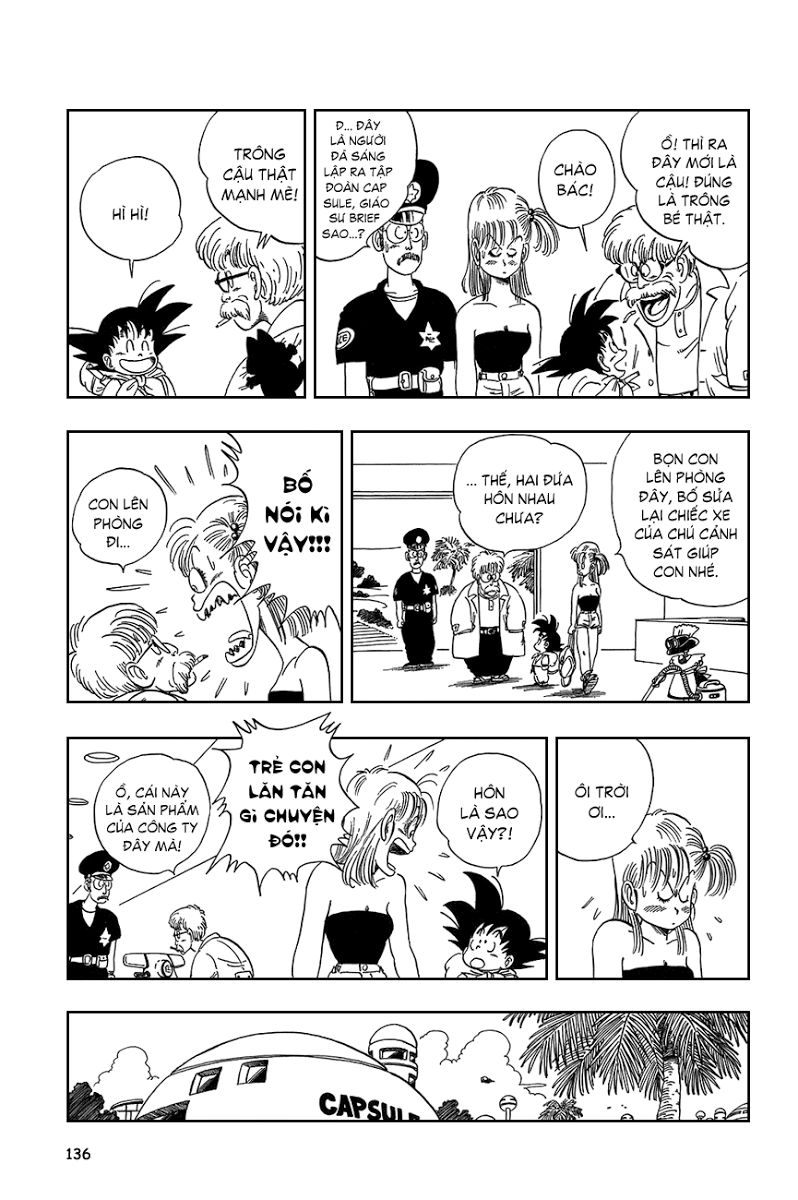 Ồ! THÌ RA
ĐÂY MỚI LÀ
CẬU! ĐÚNG
LÀ TRÔNG
BÉ THẬT.
CHÀO
BÁC!
Đ... ĐÂY
LÀ NGƯỜI
ĐÃ SÁNG
LẬP RA TẬP
ĐOÀN CAP
SULE, GIÁO
SƯ BRIEF
SAO...?
TRÔNG
CẬU THẬT
MẠNH MẼ!
HÌ HÌ!
BỌN CON
LÊN PHÒNG
ĐÂY, BỐ SỬA
LẠI CHIẾC XE
CỦA CHÚ CẢNH
SÁT GIÚP
CON NHÉ.
... THẾ, HAI ĐỨA
HÔN NHAU
CHƯA?
BỐ
NÓI KÌ
VẬY!!!
CON LÊN
PHÒNG
ĐI...
ÔI TRỜI
ƠI...
HÔN
LÀ SAO
VẬY?!
TRẺ CON
LĂN TĂN
GÌ CHUYỆN
ĐÓ!!
Ồ, CÁI NÀY
LÀ SẢN PHẨM
CỦA CÔNG TY
ĐÂY MÀ!
CAPSULE
136